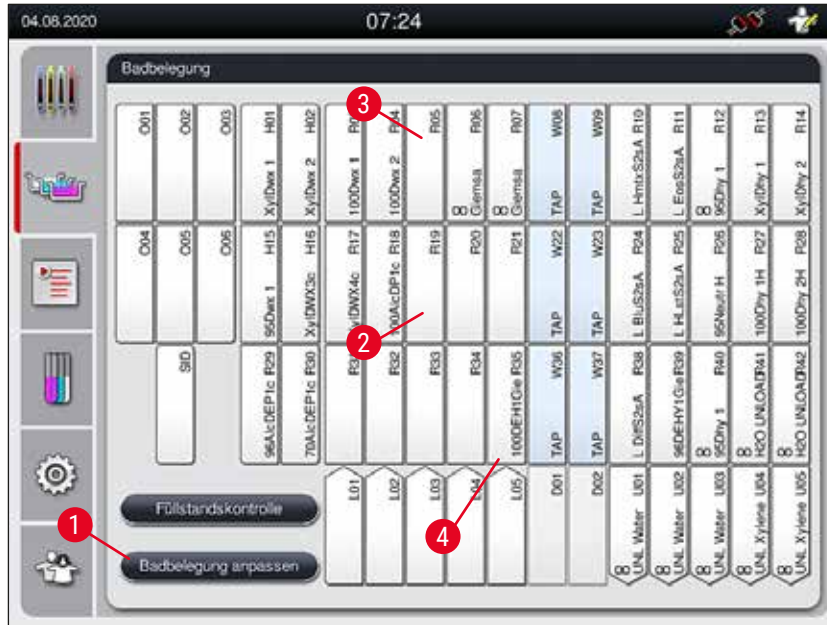 04.08.2020
07:24
Badbelegung
O01
O02
O03
XylDwx 1 H01
XylDwx 2 H02
100Dwx 1
3
100Dwx 2
R05
∞ Giemsa R06
∞ Giemsa R07
TAP W08
TAP W09
L HmtxS2sA R10
L EosS2sA R11
∞ 95Dhy 1 R12
XylDhy 1 R13
XylDhy 2 R14
O04
O05
O06
95Dwx 1 H15
XylDWX3c H16
R17
100AlcDP1c R18
2
R19
R20
R21
TAP W22
TAP W23
L BluS2sA R24
L HLstS2sA R25
95Neutr H R26
100Dhy 1H R27
100Dhy 2H R28
SID
96AlcDEP1c R29
70AlcDEP1c R30
R32
R33
R34
100DEH1Gie R35
TAP W36
TAP W37
L DifS2sA R38
96DEHY1Gie R39
∞ 95Dhy 1 R40
∞ H2O UNLOAD R41
∞ H2O UNLOAD R42
Füllstandskontrolle
1
Badbelegung anpassen
L01
L02
L03
L04
4
L05
D01
D02
∞ UNL Water U01
∞ UNL Water U02
∞ UNL Water U03
∞ UNL Xylene U04
∞ UNL Xylene U05